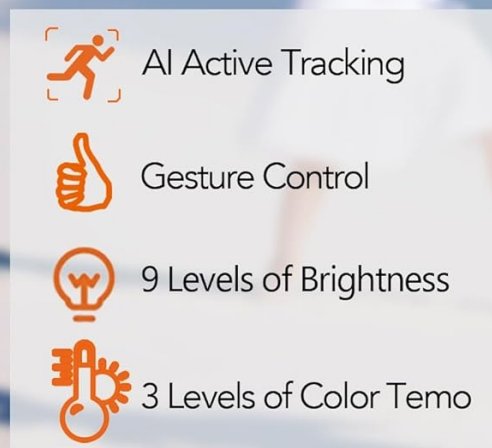 AI Active Tracking
Gesture Control
9 Levels of Brightness
3 Levels of Color Temo